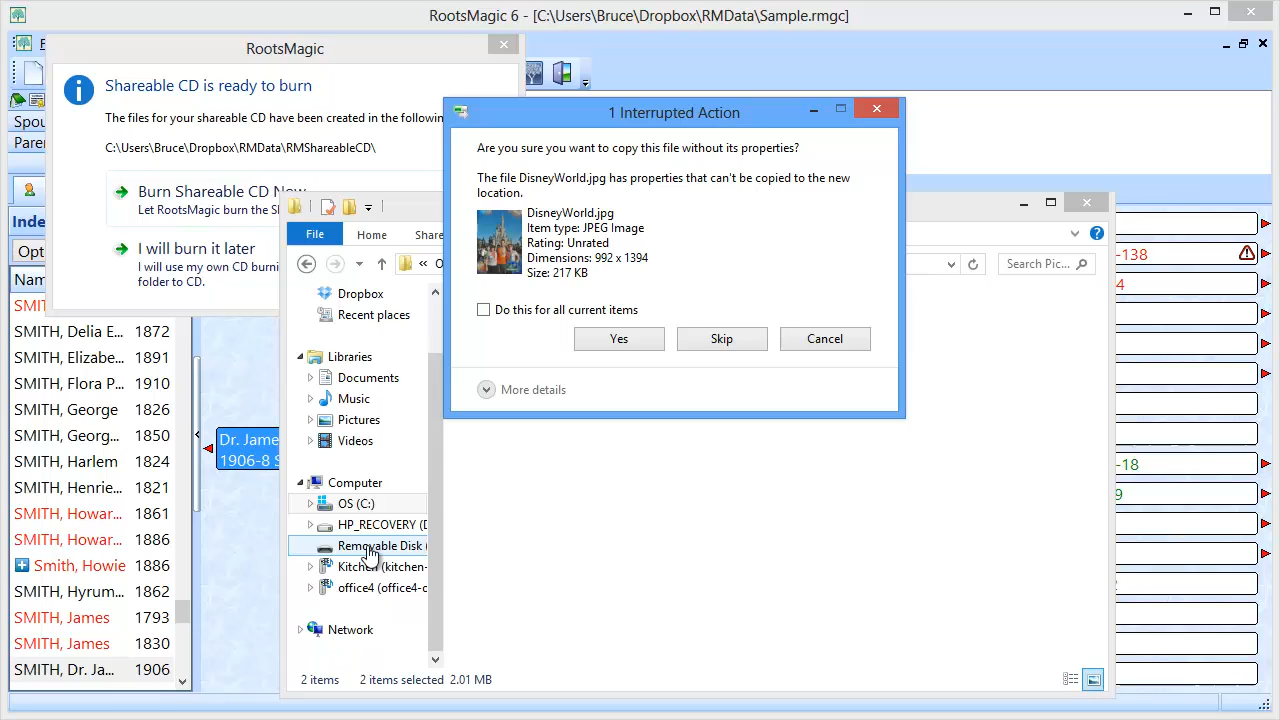 RootsMagic 6 - [C:\Users\Bruce\Dropbox\RMData\Sample.rmgc]
RootsMagic
Shareable CD is ready to burn
The files for your shareable CD have been created in the following
C:\Users\Bruce\Dropbox\RMData\RMShareableCD\
Burn Shareable CD Now
Let RootsMagic burn the
I will burn it later
I will use my own CD
folder to CD.
1 Interrupted Action
Are you sure you want to copy this file without its properties?
The file DisneyWorld.jpg has properties that can't be copied to the new
location.
DisneyWorld.jpg
Item type: JPEG Image
Rating: Unrated
Dimensions: 992 x 1394
Size: 217 KB
Do this for all current items
Yes
Skip
Cancel
More details
File
Home
Share
«
Search Pic...
Dropbox
Recent places
Libraries
Documents
Music
Pictures
Videos
Computer
OS (C:)
HP_RECOVERY
Removable Disk
Kitchen (kitchen-
office4 (office4-c
Network
2 items 2 items selected 2.01 MB
Spou
Pare
Inde
Opt
Nam
SMITH, Delia E... 1872
SMITH, Elizabe... 1891
SMITH, Flora P... 1910
SMITH, George 1826
SMITH, Georg... 1850
SMITH, Harlem 1824
SMITH, Henrie... 1821
SMITH, Howar... 1861
SMITH, Howar... 1886
Smith, Howie 1886
SMITH, Hyrum... 1862
SMITH, James 1793
SMITH, James 1830
SMITH, Dr. Ja... 1906
Dr. Jame
1906-8 S
-138
4
-18
9